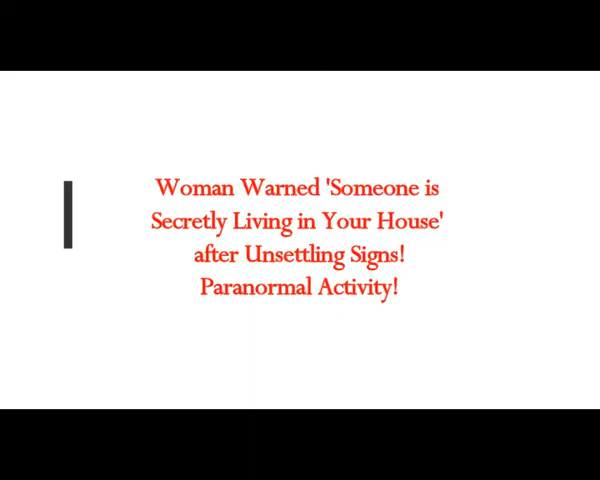 Woman Warned 'Someone is
Secretly Living in Your House'
after Unsettling Signs!
Paranormal Activity!